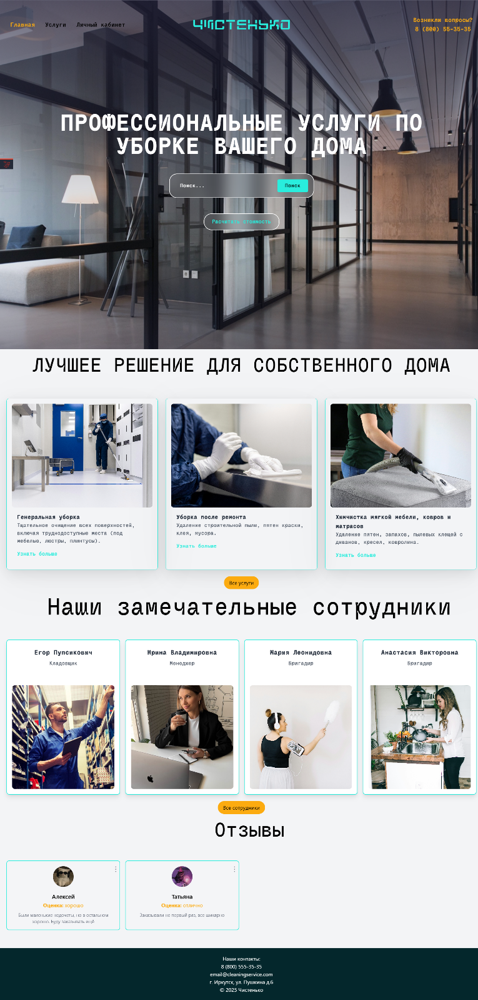 Главная Услуги Личный кабинет
ЧИСТЕНЬКО
Возникли вопросы?
8 (800) 55-35-35
ПРОФЕССИОНАЛЬНЫЕ УСЛУГИ ПО
УБОРКЕ ВАШЕГО ДОМА
Поиск...
Поиск
Расчитать стоимость
ЛУЧШЕЕ РЕШЕНИЕ ДЛЯ СОБСТВЕННОГО ДОМА
Генеральная уборка
Тщательное очищение всех поверхностей,
включая труднодоступные места (под
мебелью, люстры, плинтусы).
Узнать больше
Уборка после ремонта
Удаление строительной пыли, пятен краски,
клея, мусора.
Узнать больше
Химчистка мягкой мебели, ковров и
матрасов
Удаление пятен, запахов, пылевых клещей с
диванов, кресел, ковролина.
Узнать больше
Все услуги
Наши замечательные сотрудники
Егор Пупсикович
Кладовщик
Ирина Владимировна
Менеджер
Мария Леонидовна
Бригадир
Анастасия Викторовна
Бригадир
Все сотрудники
Отзывы
Алексей
Оценка: хорошо
Были маленькие недочеты, но в остальном
хорошо. Буду заказывать ещё
Татьяна
Оценка: отлично
Заказывали не первый раз, все шикарно
Наши контакты:
8 (800) 555-35-35
email@cleaningservice.com
г. Иркутск, ул. Пушкина д.6
© 2025 Чистенько